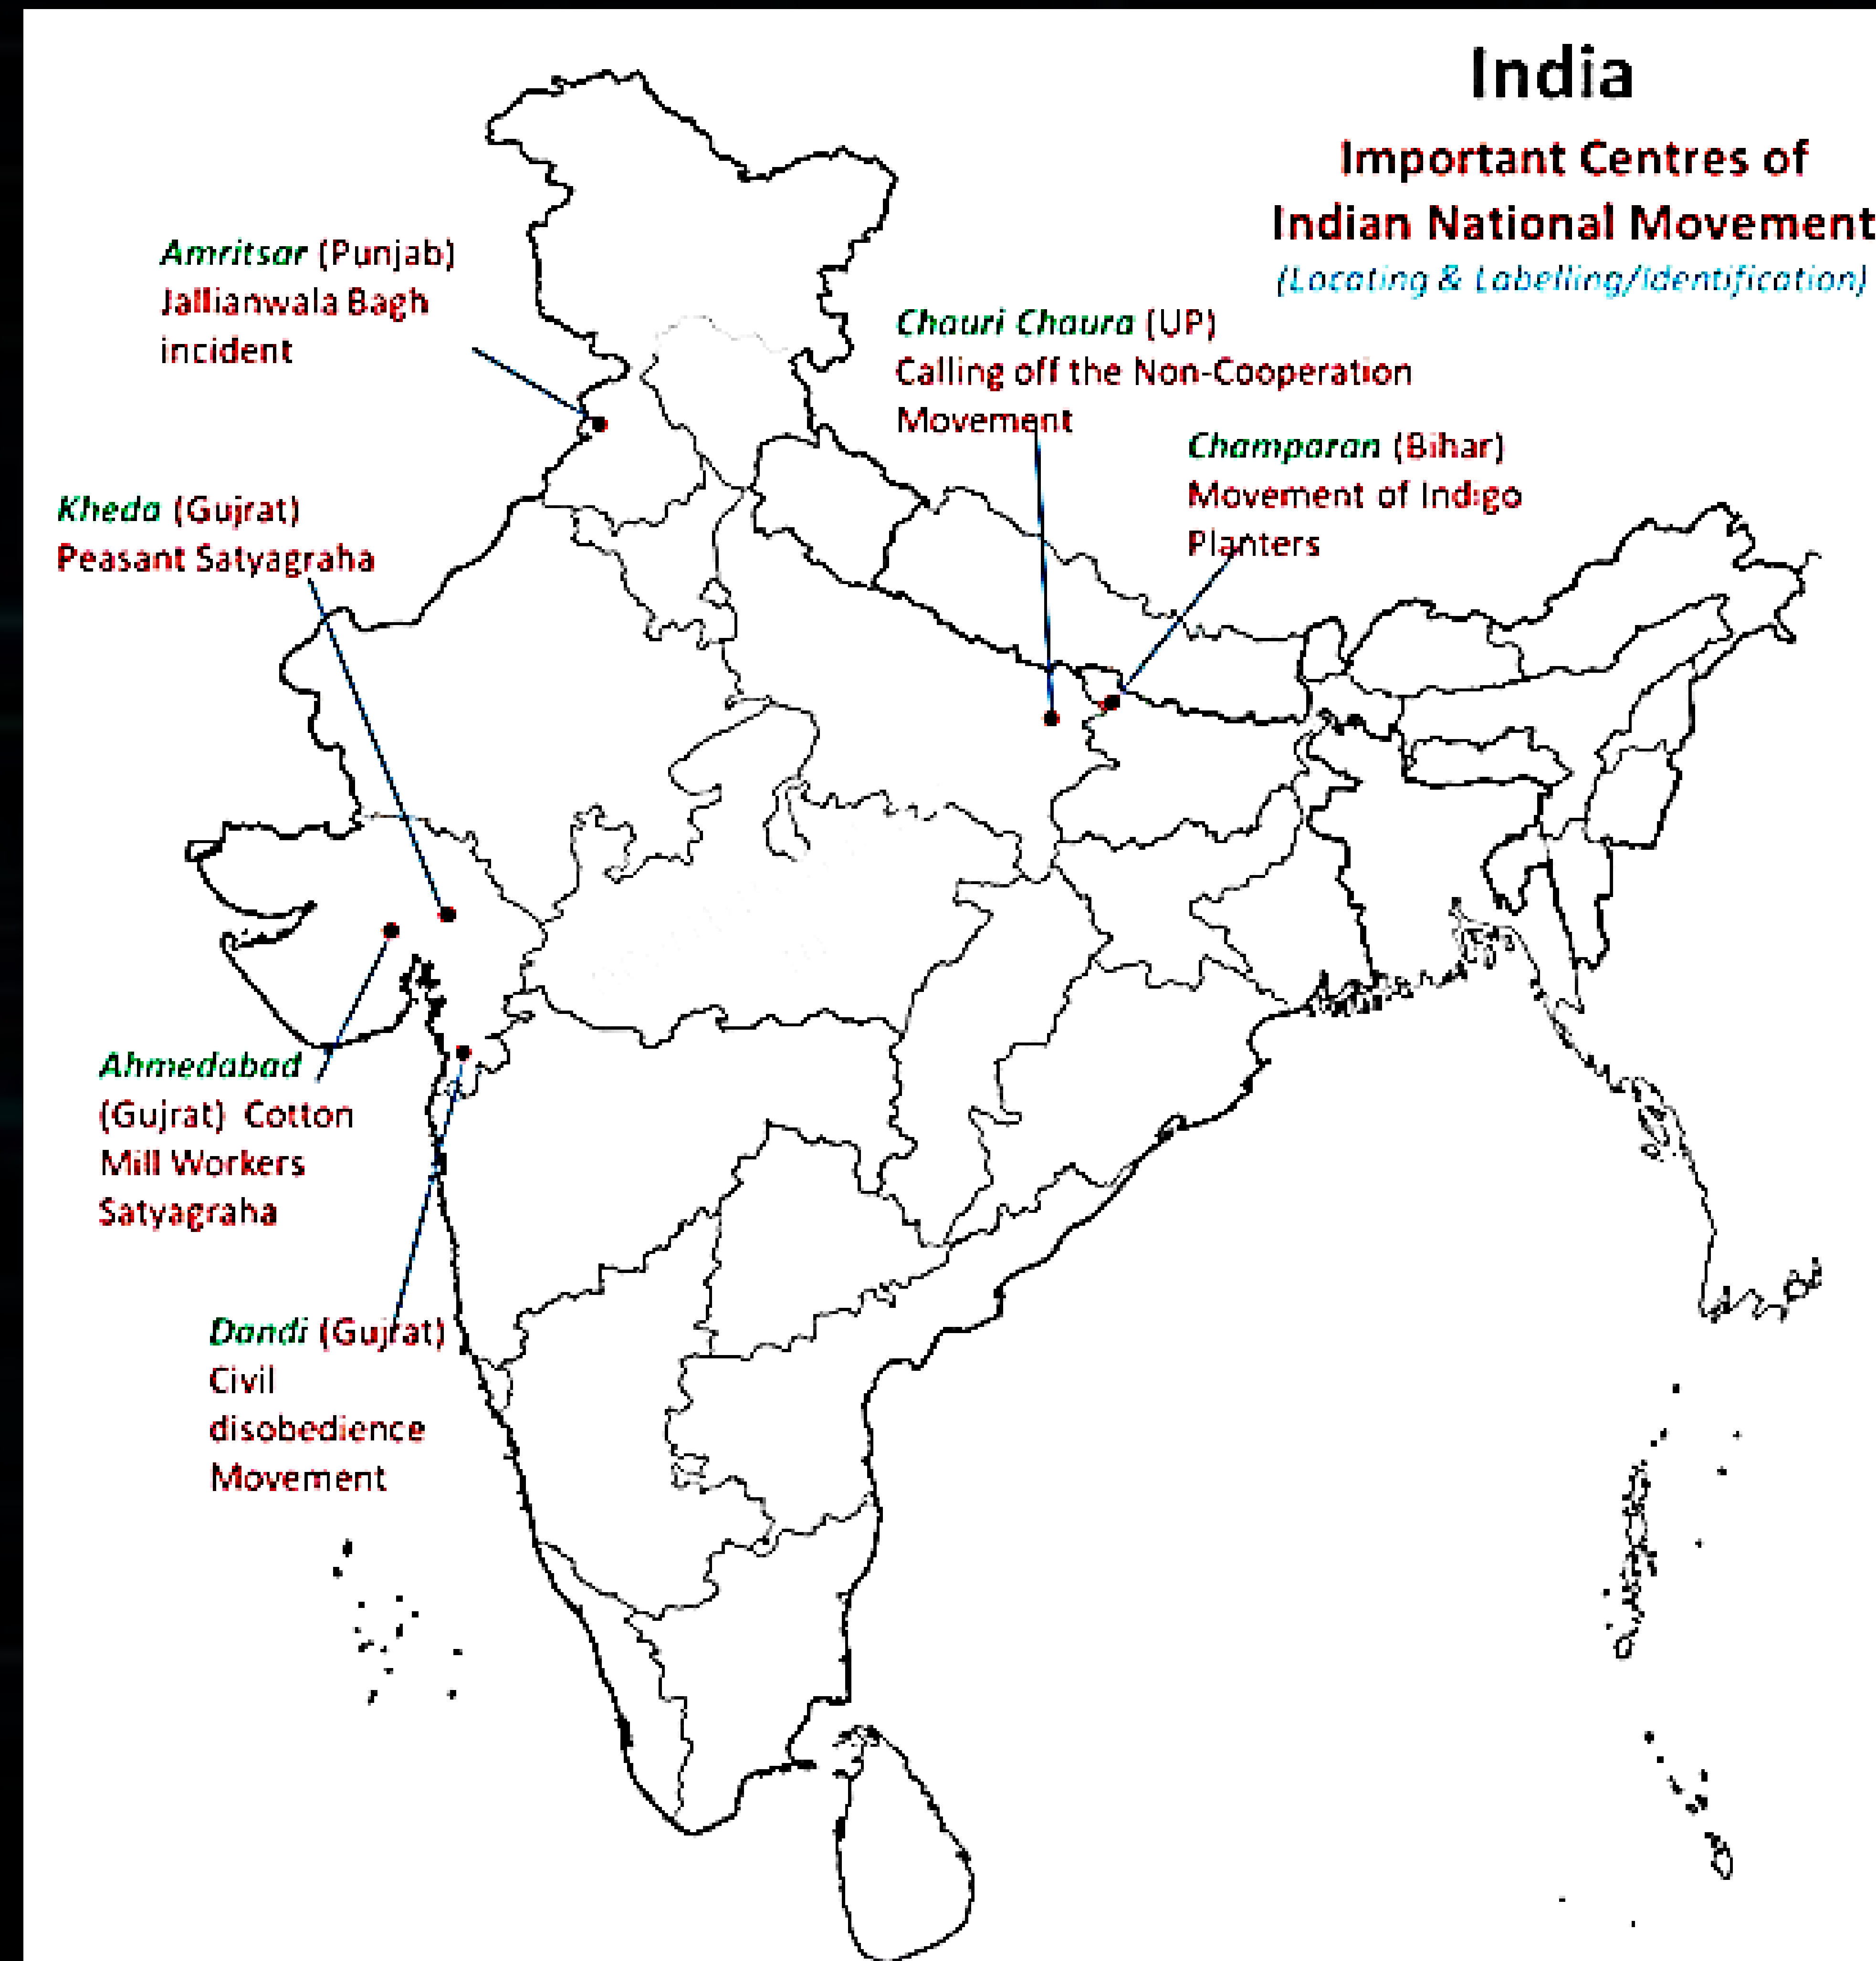 India
Important Centres of
Indian National Movement
(Locating & Labelling/Identification)
Amritsar (Punjab)
Jallianwala Bagh
incident
Chauri Chaura (UP)
Calling off the Non-Cooperation
Movement
Champaran (Bihar)
Movement of Indigo
Planters
Kheda (Gujrat)
Peasant Satyagraha
Ahmedabad
(Gujrat) Cotton
Mill Workers
Satyagraha
Dandi (Gujrat)
Civil
disobedience
Movement